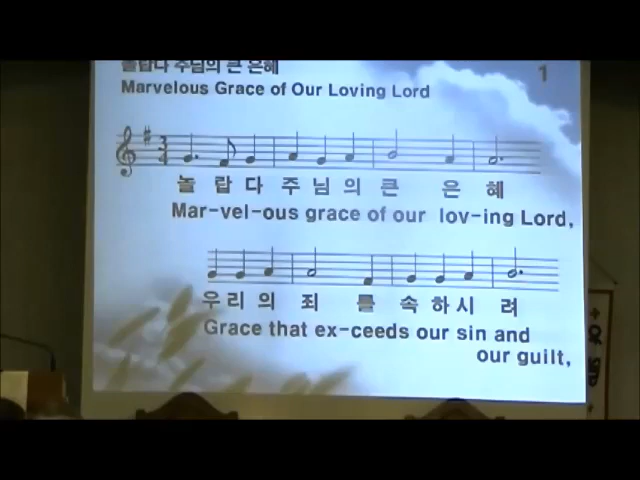 놀랍다 주님의 큰 은혜
1
Marvelous Grace of Our Loving Lord
3
4
놀 랍 다 주 님 의 큰 은 혜
Mar-vel-ous grace of our lov-ing Lord,
우 리 의 죄 를 속 하 시 려
Grace that ex-ceeds our sin and
our guilt,